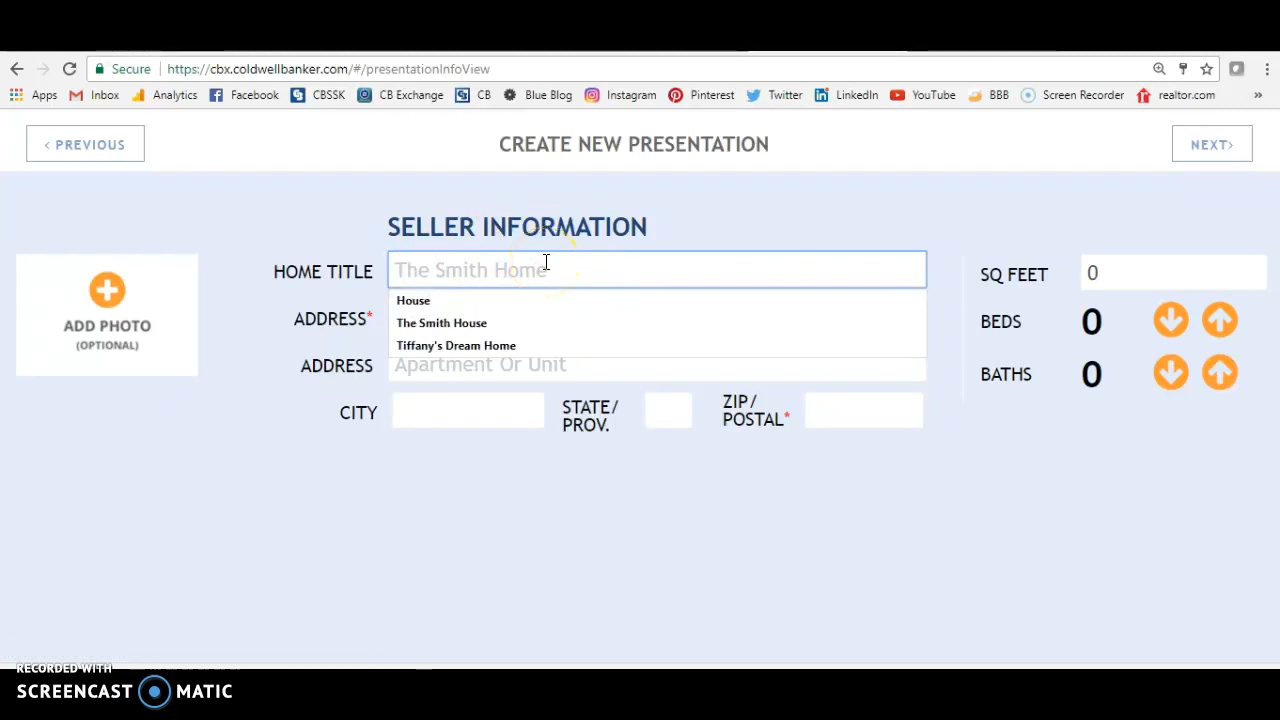 Secure https://cbx.coldwellbanker.com/#/presentationInfoView
Apps Inbox Analytics Facebook CBSSK CB Exchange CB Blue Blog Instagram Pinterest Twitter LinkedIn YouTube BBB Screen Recorder realtor.com »
< PREVIOUS CREATE NEW PRESENTATION NEXT>
SELLER INFORMATION
HOME TITLE The Smith Home SQ FEET 0
House
ADD PHOTO
(OPTIONAL)
ADDRESS* The Smith House BEDS 0
Tiffany's Dream Home
ADDRESS Apartment Or Unit BATHS 0
CITY STATE/
PROV. ZIP/
POSTAL*
RECORDED WITH
SCREENCAST MATIC